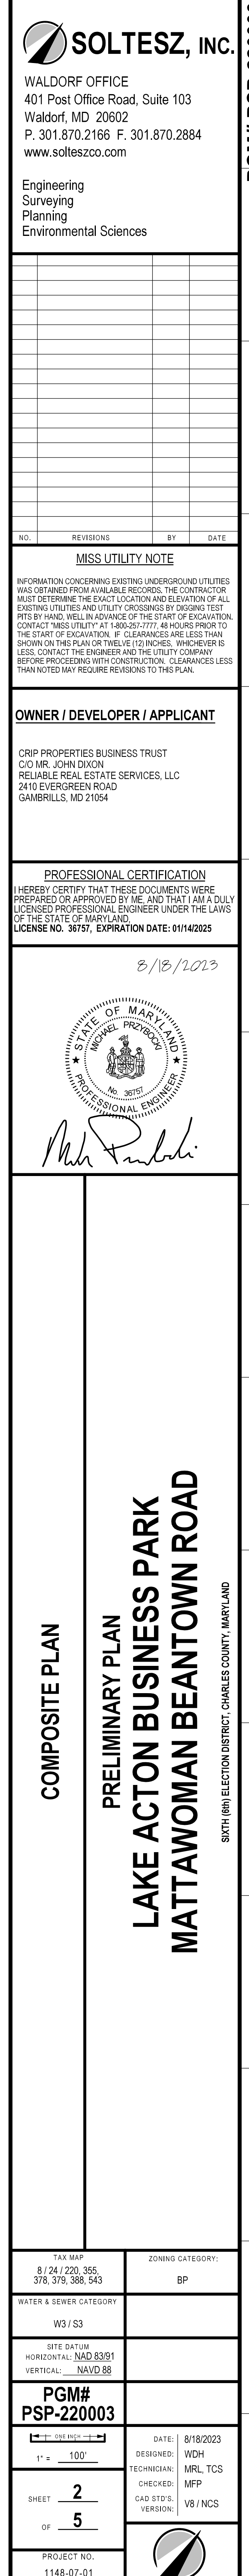 SOLTESZ, INC.
WALDORF OFFICE
401 Post Office Road, Suite 103
Waldorf, MD 20602
P. 301.870.2166 F. 301.870.2884
www.solteszco.com
Engineering
Surveying
Planning
Environmental Sciences
NO. REVISIONS BY DATE
MISS UTILITY NOTE
INFORMATION CONCERNING EXISTING UNDERGROUND UTILITIES
WAS OBTAINED FROM AVAILABLE RECORDS. THE CONTRACTOR
MUST DETERMINE THE EXACT LOCATION AND ELEVATION OF ALL
EXISTING UTILITIES AND UTILITY CROSSINGS BY DIGGING TEST
PITS BY HAND, WELL IN ADVANCE OF THE START OF EXCAVATION.
CONTACT "MISS UTILITY" AT 1-800-257-7777, 48 HOURS PRIOR TO
THE START OF EXCAVATION. IF CLEARANCES ARE LESS THAN
SHOWN ON THIS PLAN OR TWELVE (12) INCHES, WHICHEVER IS
LESS, CONTACT THE ENGINEER AND THE UTILITY COMPANY
BEFORE PROCEEDING WITH CONSTRUCTION. CLEARANCES LESS
THAN NOTED MAY REQUIRE REVISIONS TO THIS PLAN.
OWNER / DEVELOPER / APPLICANT
CRIP PROPERTIES BUSINESS TRUST
C/O MR. JOHN DIXON
RELIABLE REAL ESTATE SERVICES, LLC
2410 EVERGREEN ROAD
GAMBRILLS, MD 21054
PROFESSIONAL CERTIFICATION
I HEREBY CERTIFY THAT THESE DOCUMENTS WERE
PREPARED OR APPROVED BY ME, AND THAT I AM A DULY
LICENSED PROFESSIONAL ENGINEER UNDER THE LAWS
OF THE STATE OF MARYLAND,
LICENSE NO. 36757, EXPIRATION DATE: 01/14/2025
8/18/2023
STATE OF MARYLAND
MICHAEL PRZYBOCKI
No. 36757
PROFESSIONAL ENGINEER
COMPOSITE PLAN
PRELIMINARY PLAN
LAKE ACTON BUSINESS PARK
MATTAWOMAN BEANTOWN ROAD
SIXTH (6th) ELECTION DISTRICT, CHARLES COUNTY, MARYLAND
TAX MAP
8 / 24 / 220, 355,
378, 379, 388, 543
ZONING CATEGORY:
BP
WATER & SEWER CATEGORY
W3 / S3
SITE DATUM
HORIZONTAL: NAD 83/91
VERTICAL: NAVD 88
PGM#
PSP-220003
ONE INCH
1" = 100'
SHEET 2
OF 5
DATE: 8/18/2023
DESIGNED: WDH
TECHNICIAN: MRL, TCS
CHECKED: MFP
CAD STD'S. VERSION: V8 / NCS
PROJECT NO.
1148-07-01